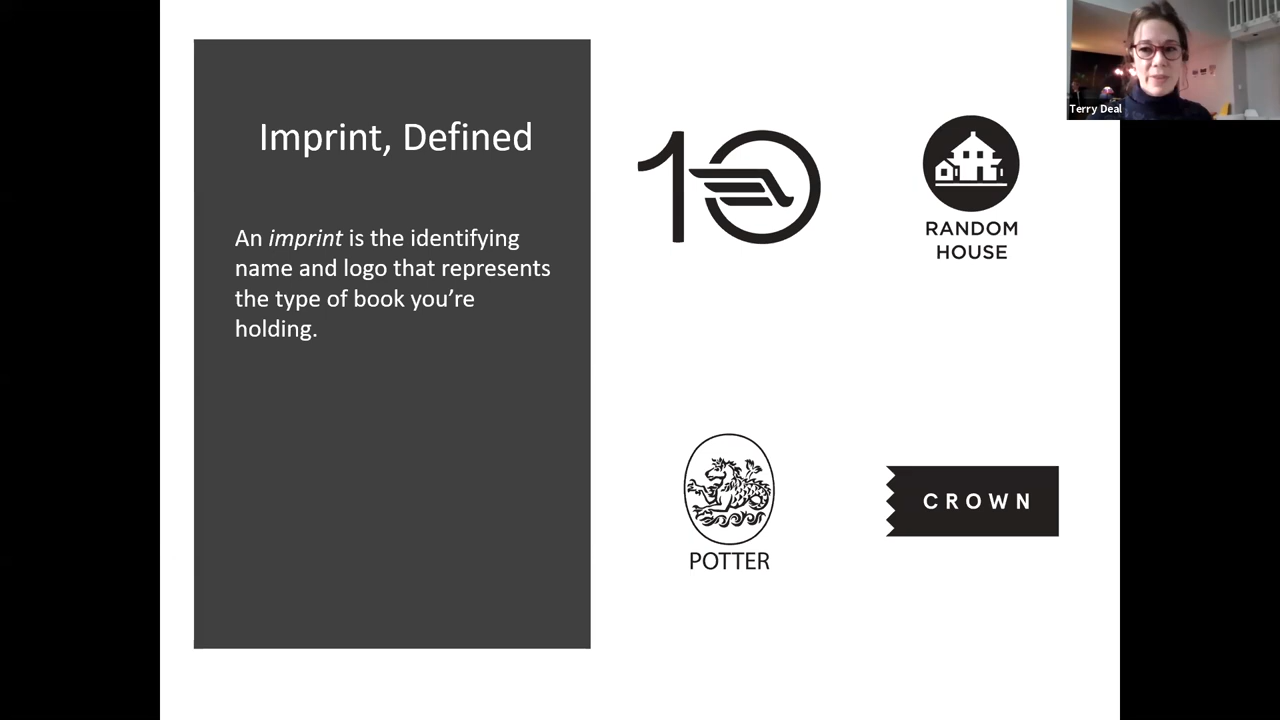 Imprint, Defined
An imprint is the identifying
name and logo that represents
the type of book you’re
holding.
10
RANDOM
HOUSE
POTTER
CROWN
Terry Deal